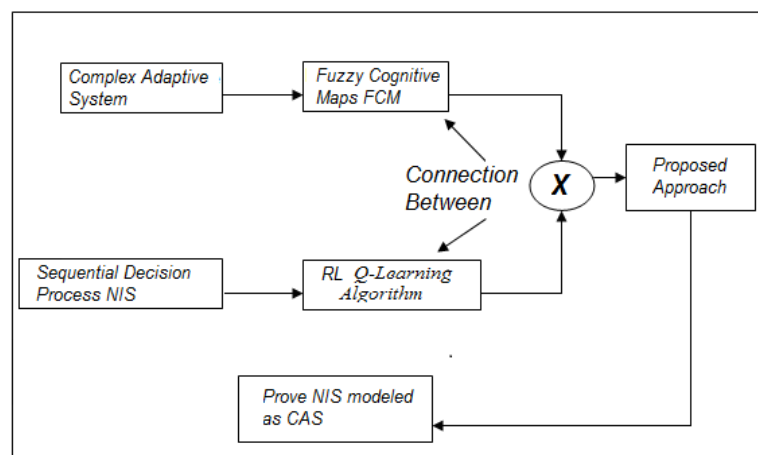 Complex Adaptive
System
Fuzzy Cognitive
Maps FCM
Connection
Between
X
Proposed
Approach
Sequential Decision
Process NIS
RL Q-Learning
Algorithm
Prove NIS modeled
as CAS